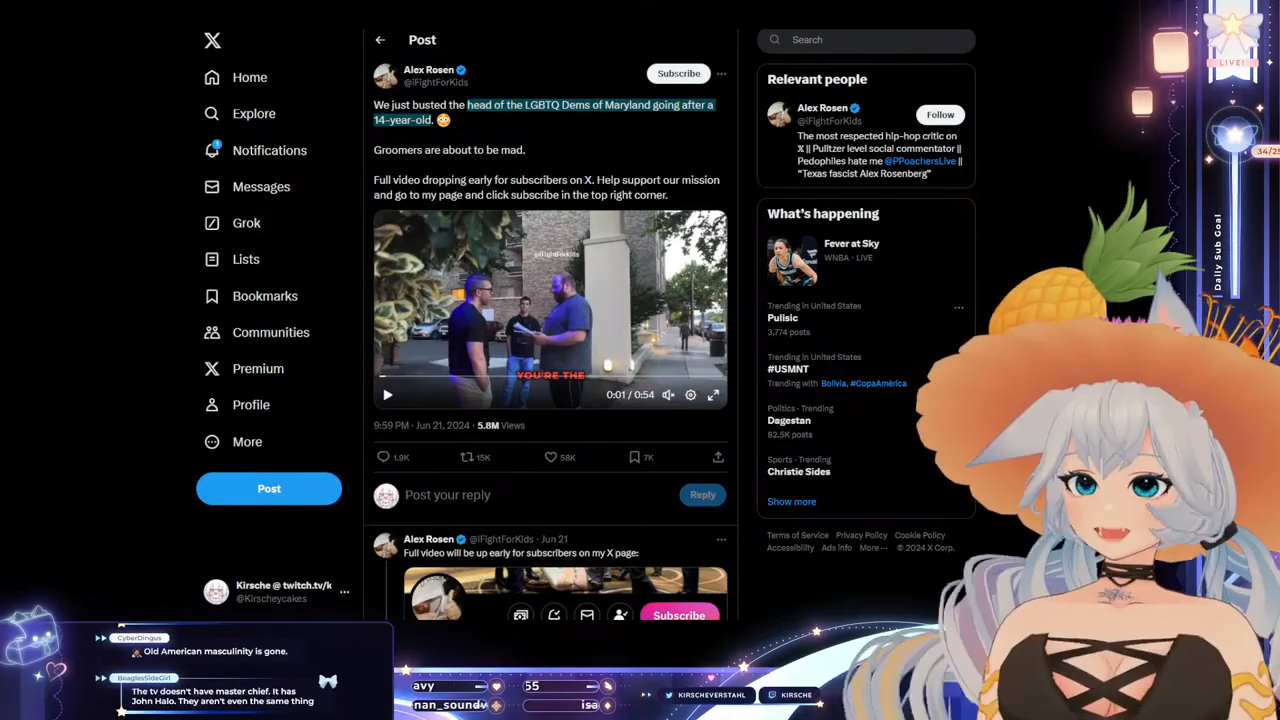 Home
Explore
Notifications
Messages
Grok
Lists
Bookmarks
Communities
Premium
Profile
More
Post
Kirsche @ twitch.tv/k
@Kirscheycakes
Post
Alex Rosen
@iFightForKids
Subscribe
We just busted the head of the LGBTQ Dems of Maryland going after a
14-year-old. 😳
Groomers are about to be mad.
Full video dropping early for subscribers on X. Help support our mission
and go to my page and click subscribe in the top right corner.
@iFightForKids
YOU'RE THE
0:01 / 0:54
9:59 PM · Jun 21, 2024 · 5.8M Views
1.9K
15K
58K
7K
Post your reply
Reply
Alex Rosen @iFightForKids · Jun 21
Full video will be up early for subscribers on my X page:
Subscribe
Search
Relevant people
Alex Rosen
@iFightForKids
Follow
The most respected hip-hop critic on
X || Pulitzer level social commentator ||
Pedophiles hate me @PPoachersLive ||
“Texas fascist Alex Rosenberg”
What's happening
Fever at Sky
WNBA · LIVE
Trending in United States
Pulisic
3,774 posts
Trending in United States
#USMNT
Trending with Bolivia, #CopaAmérica
Politics · Trending
Dagestan
82.5K posts
Sports · Trending
Christie Sides
Show more
Terms of Service Privacy Policy Cookie Policy
Accessibility Ads info More ··· © 2024 X Corp.
LIVE!
34/25
Daily Sub Goal
CyberDingus
Old American masculinity is gone.
BeaglesSideGirl
The tv doesn't have master chief. It has
John Halo. They aren't even the same thing
avy
55
nan_soundw
isa
KIRSCHEVERSTAHL
KIRSCHE